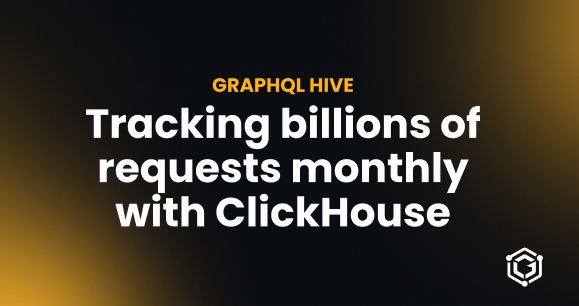 GRAPHQL HIVE
Tracking billions of
requests monthly
with ClickHouse